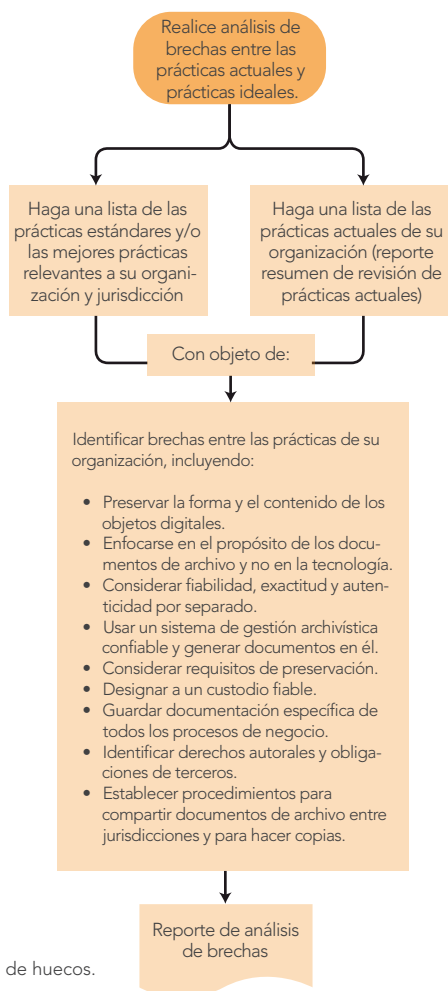 Realice análisis de
brechas entre las
prácticas actuales y
prácticas ideales.
Haga una lista de las
prácticas estándares y/o
las mejores prácticas
relevantes a su organi-
zación y jurisdicción
Haga una lista de las
prácticas actuales de su
organización (reporte
resumen de revisión de
prácticas actuales)
Con objeto de:
Identificar brechas entre las prácticas de su
organización, incluyendo:
• Preservar la forma y el contenido de los
objetos digitales.
• Enfocarse en el propósito de los docu-
mentos de archivo y no en la tecnología.
• Considerar fiabilidad, exactitud y auten-
ticidad por separado.
• Usar un sistema de gestión archivística
confiable y generar documentos en él.
• Considerar requisitos de preservación.
• Designar a un custodio fiable.
• Guardar documentación específica de
todos los procesos de negocio.
• Identificar derechos autorales y obliga-
ciones de terceros.
• Establecer procedimientos para
compartir documentos de archivo entre
jurisdicciones y para hacer copias.
Reporte de análisis
de brechas
de huecos.